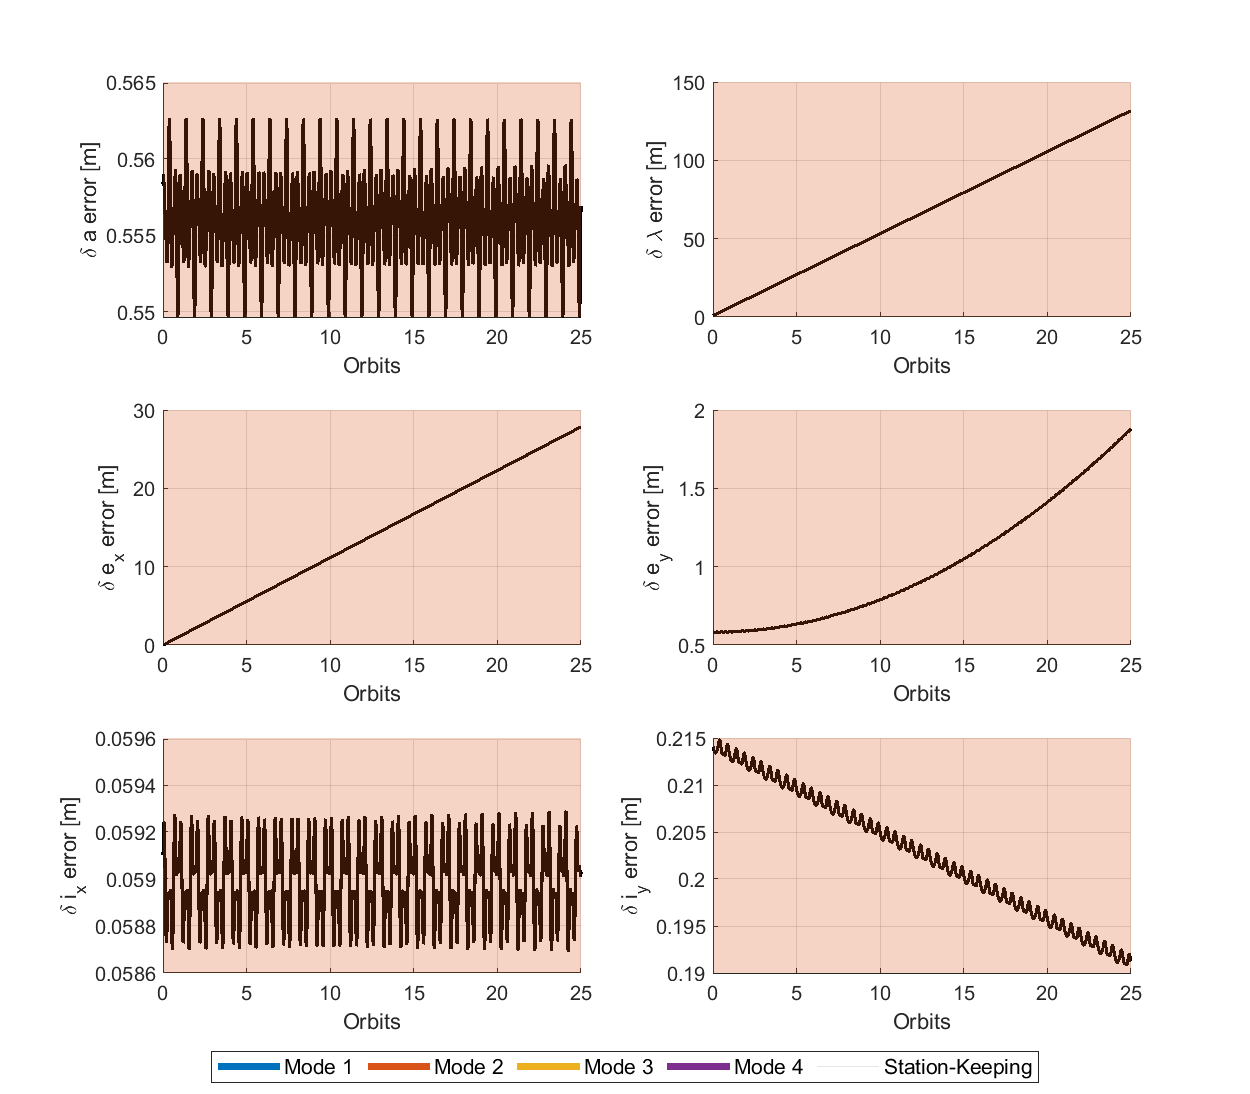 0.565
0.56
0.555
0.55
δ a error [m]
0 5 10 15 20 25
Orbits
150
100
50
0
δ λ error [m]
0 5 10 15 20 25
Orbits
30
20
10
0
δ e_x error [m]
0 5 10 15 20 25
Orbits
2
1.5
1
0.5
δ e_y error [m]
0 5 10 15 20 25
Orbits
0.0596
0.0594
0.0592
0.059
0.0588
0.0586
δ i_x error [m]
0 5 10 15 20 25
Orbits
0.215
0.21
0.205
0.2
0.195
0.19
δ i_y error [m]
0 5 10 15 20 25
Orbits
Mode 1 Mode 2 Mode 3 Mode 4 Station-Keeping